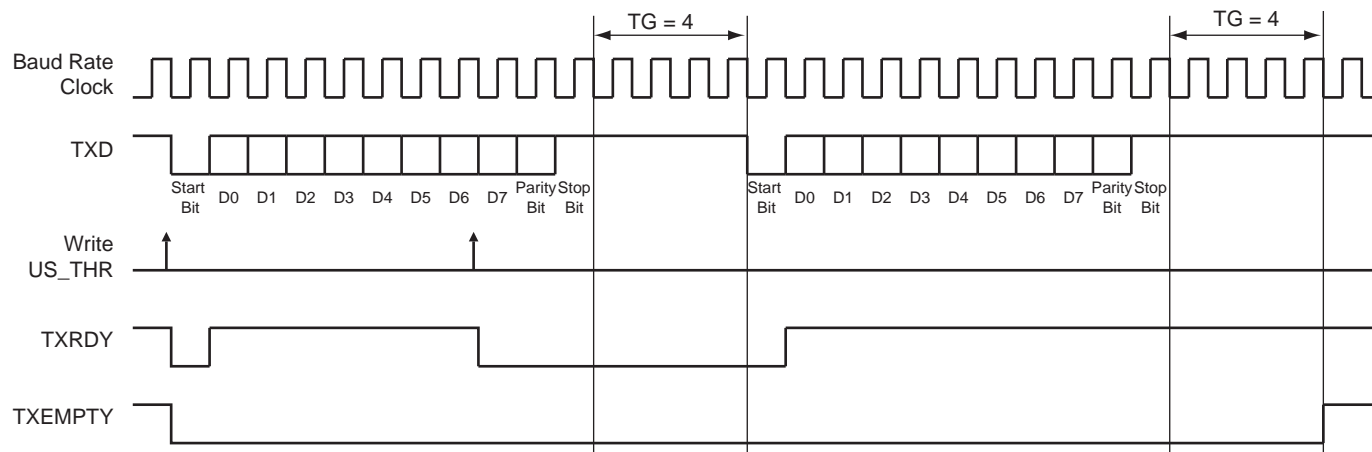 TG = 4
TG = 4
Baud Rate
Clock
TXD
Start
Bit
D0
D1
D2
D3
D4
D5
D6
D7
Parity
Bit
Stop
Bit
Start
Bit
D0
D1
D2
D3
D4
D5
D6
D7
Parity
Bit
Stop
Bit
Write
US_THR
TXRDY
TXEMPTY